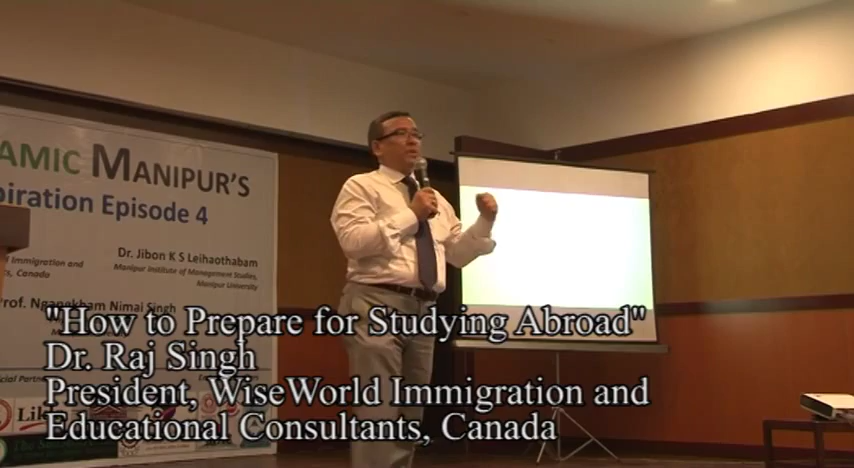 AMIC MANIPUR'S
piration Episode 4
Dr. Jibon K S Leihaothabam
Immigration and
Manipur Institute of Management Studies,
Canada
Manipur University
Prof. Ngangkham Nimai Singh
"How to Prepare for Studying Abroad"
Dr. Raj Singh
President, WiseWorld Immigration and
Educational Consultants, Canada